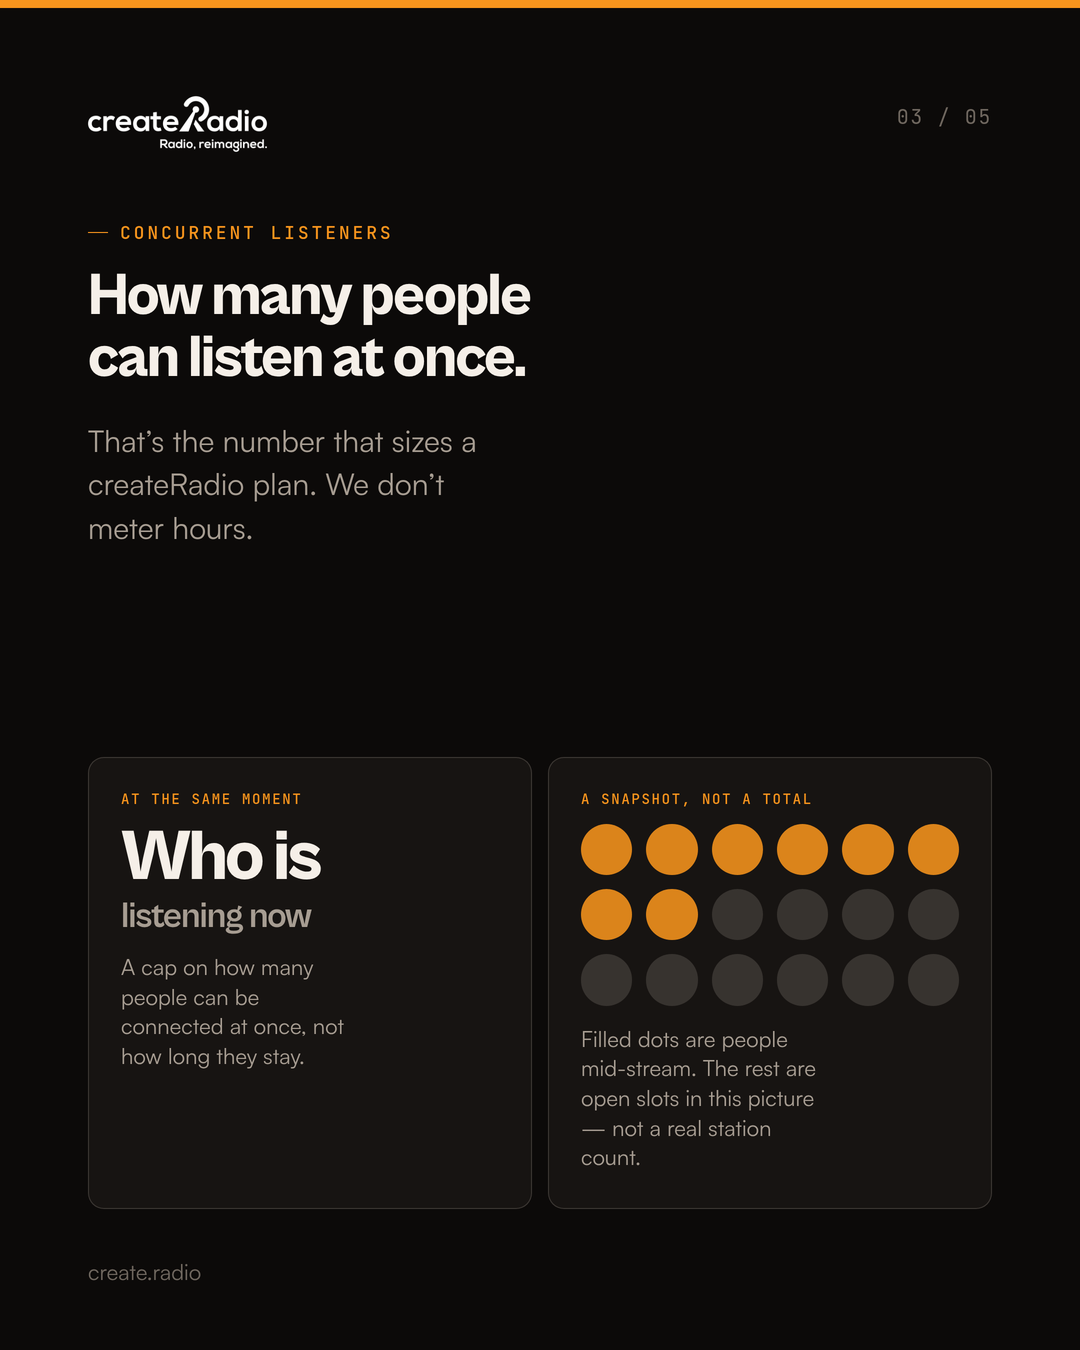 createRadio
Radio, reimagined.
03 / 05
— CONCURRENT LISTENERS
How many people
can listen at once.
That’s the number that sizes a
createRadio plan. We don’t
meter hours.
AT THE SAME MOMENT
Who is
listening now
A cap on how many
people can be
connected at once, not
how long they stay.
A SNAPSHOT, NOT A TOTAL
Filled dots are people
mid-stream. The rest are
open slots in this picture
— not a real station
count.
create.radio